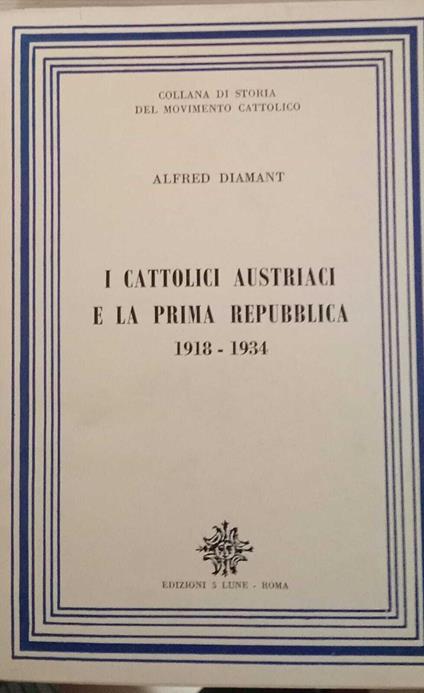 COLLANA DI STORIA
DEL MOVIMENTO CATTOLICO
ALFRED DIAMANT
I CATTOLICI AUSTRIACI
E LA PRIMA REPUBBLICA
1918 - 1934
EDIZIONI 5 LUNE - ROMA